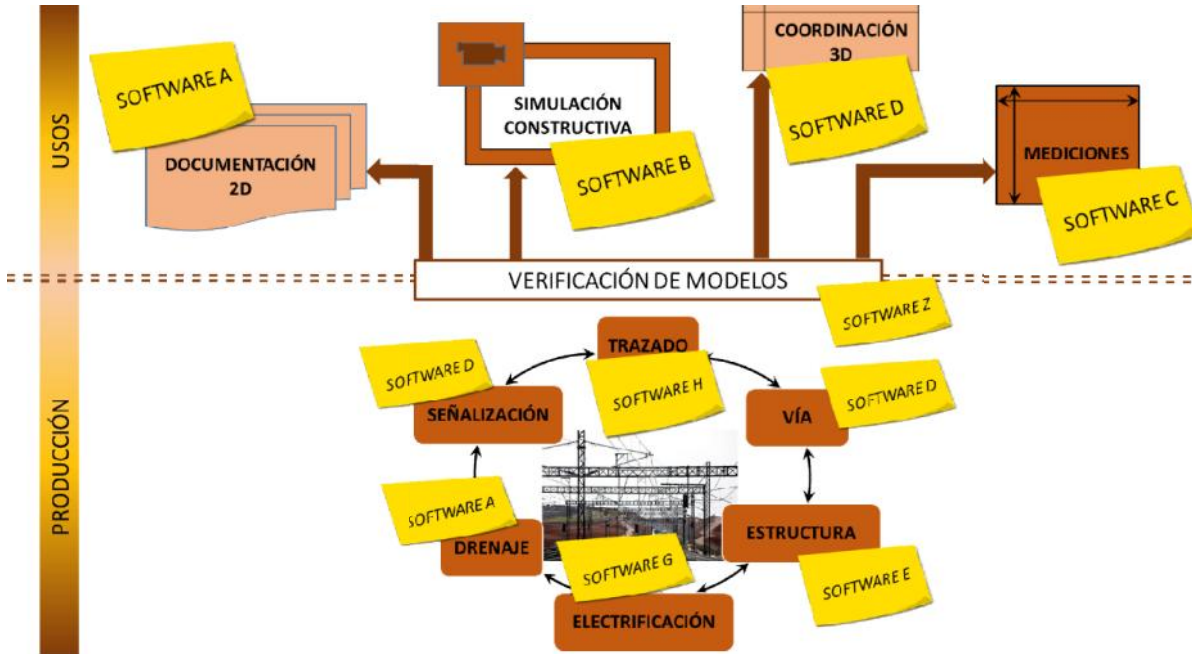 USOS
SOFTWARE A
DOCUMENTACIÓN
2D
SIMULACIÓN
CONSTRUCTIVA
SOFTWARE B
COORDINACIÓN
3D
SOFTWARE D
MEDICIONES
SOFTWARE C
VERIFICACIÓN DE MODELOS
SOFTWARE Z
PRODUCCIÓN
TRAZADO
SOFTWARE H
SOFTWARE D
SEÑALIZACIÓN
SOFTWARE D
VÍA
SOFTWARE A
DRENAJE
ESTRUCTURA
SOFTWARE E
SOFTWARE G
ELECTRIFICACIÓN